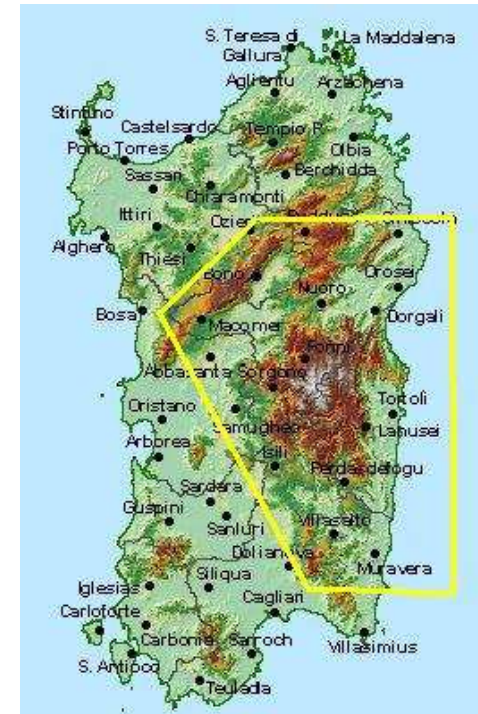 S. Teresa di
Gallura
La Maddalena
Aglientu
Arzachena
Stintino
Castelsardo
Tempio P.
Porto Torres
Olbia
Sassari
Berchidda
Chiaramonti
Ittiri
Ozieri
Alghero
Thiesi
Bono
Orosei
Nuoro
Bosa
Macomer
Dorgali
Fonni
Abbasanta
Sorgono
Oristano
Samugheo
Tortolì
Lanusei
Arborea
Isili
Perdasdefogu
Sardara
Guspini
Sanluri
Villasalto
Dolianova
Muravera
Siliqua
Iglesias
Cagliari
Carloforte
Carbonia
Sarroch
Villasimius
S. Antioco
Teulada